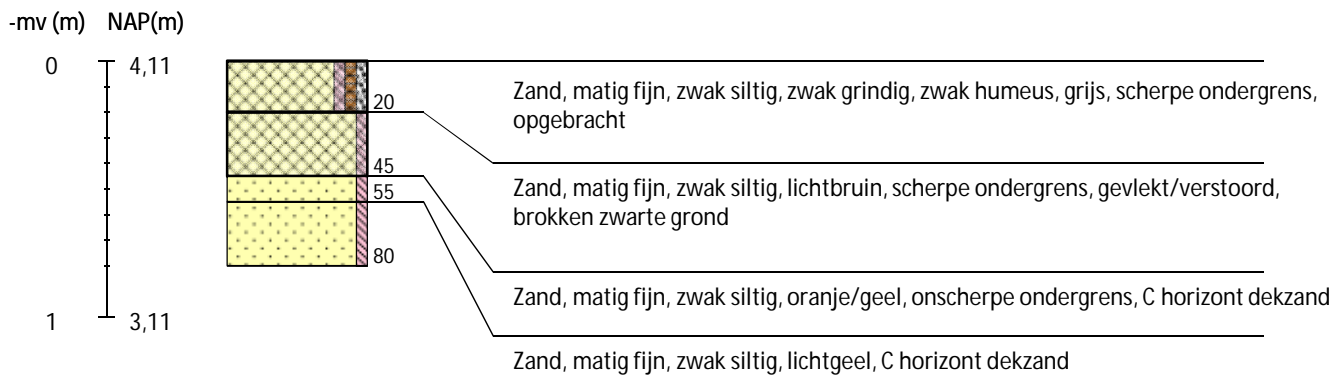 -mv (m) NAP(m)
0 4,11
20
Zand, matig fijn, zwak siltig, zwak grindig, zwak humeus, grijs, scherpe ondergrens,
opgebracht
45
55
Zand, matig fijn, zwak siltig, lichtbruin, scherpe ondergrens, gevlekt/verstoord,
brokken zwarte grond
80
Zand, matig fijn, zwak siltig, oranje/geel, onscherpe ondergrens, C horizont dekzand
1 3,11
Zand, matig fijn, zwak siltig, lichtgeel, C horizont dekzand